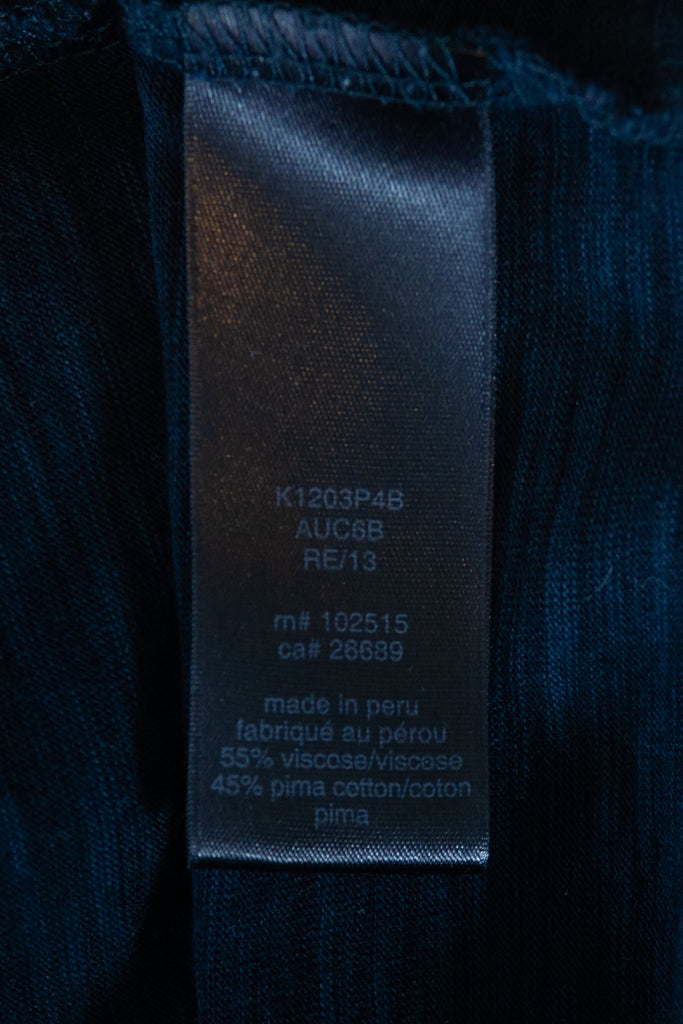 K1203P4B
AUC6B
RE/13
rn# 102515
ca# 26689
made in peru
fabriqué au pérou
55% viscose/viscose
45% pima cotton/coton
pima